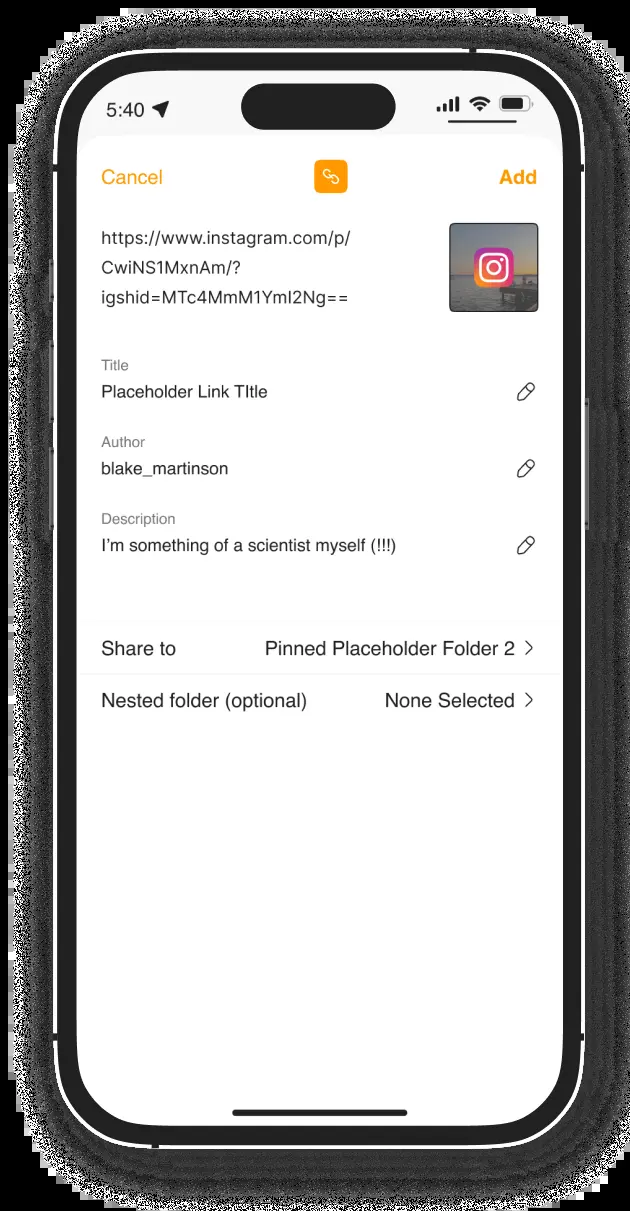 5:40
Cancel
Add
https://www.instagram.com/p/
CwiNS1MxnAm/?
igshid=MTc4MmM1YmI2Ng==
Title
Placeholder Link TItle
Author
blake_martinson
Description
I’m something of a scientist myself (!!!)
Share to Pinned Placeholder Folder 2
Nested folder (optional) None Selected